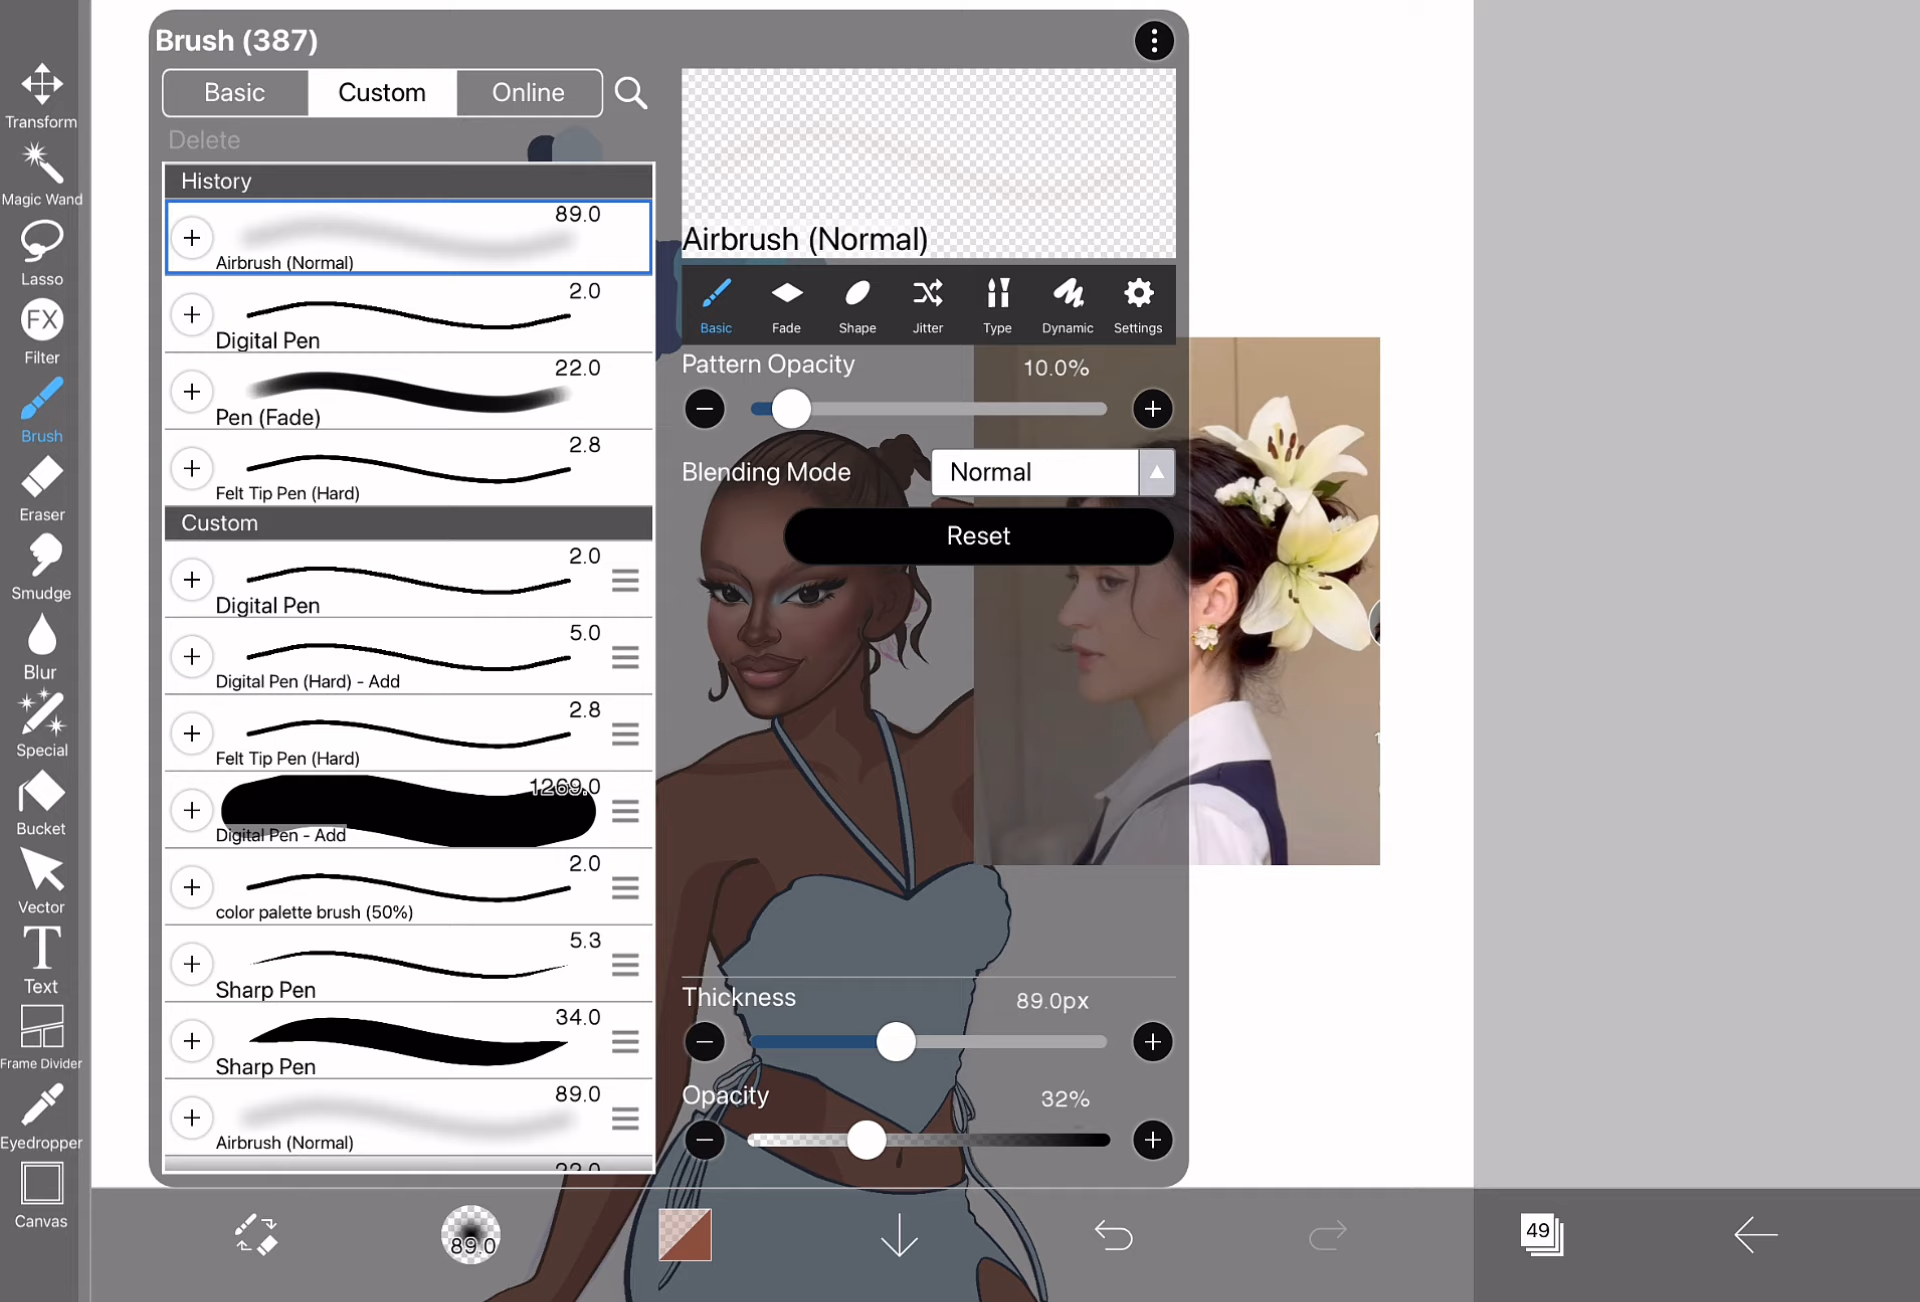 Brush (387)
Basic
Custom
Online
Delete
History
89.0
Airbrush (Normal)
2.0
Digital Pen
22.0
Pen (Fade)
2.8
Felt Tip Pen (Hard)
Custom
2.0
Digital Pen
5.0
Digital Pen (Hard) - Add
2.8
Felt Tip Pen (Hard)
1269.0
Digital Pen - Add
2.0
color palette brush (50%)
5.3
Sharp Pen
34.0
Sharp Pen
89.0
Airbrush (Normal)
Airbrush (Normal)
Basic
Fade
Shape
Jitter
Type
Dynamic
Settings
Pattern Opacity
10.0%
Blending Mode
Normal
Reset
Thickness
89.0px
Opacity
32%
Transform
Magic Wand
Lasso
FX
Filter
Brush
Eraser
Smudge
Blur
Special
Bucket
Vector
T
Text
Frame Divider
Eyedropper
Canvas
89.0
49